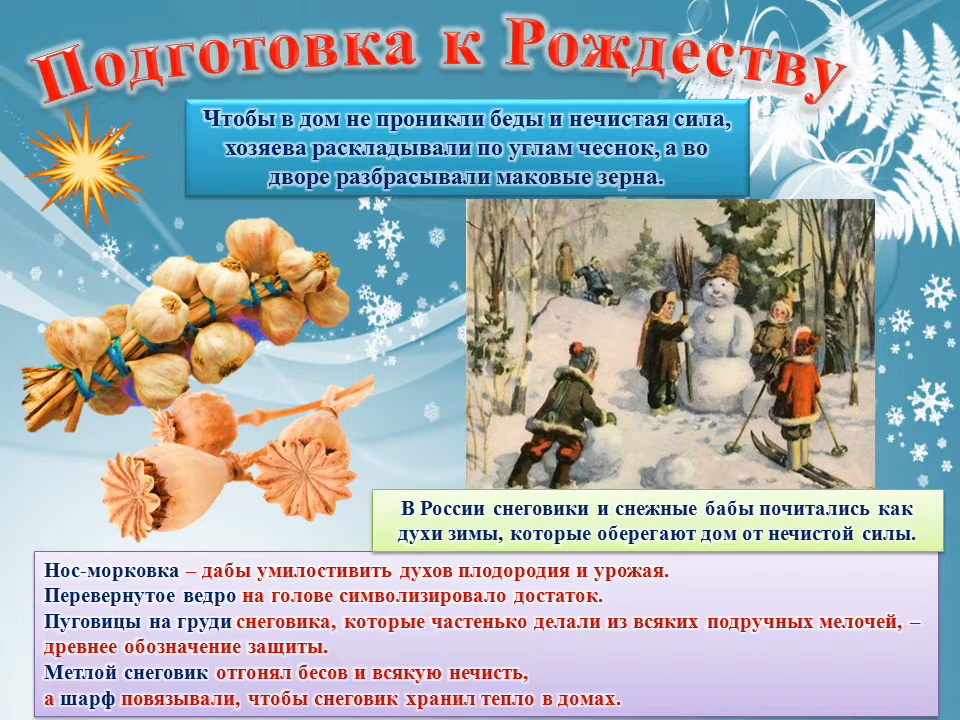 Подготовка к Рождеству
Чтобы в дом не проникли беды и нечистая сила,
хозяева раскладывали по углам чеснок, а во
дворе разбрасывали маковые зерна.
В России снеговики и снежные бабы почитались как
духи зимы, которые оберегают дом от нечистой силы.
Нос-морковка – дабы умилостивить духов плодородия и урожая.
Перевернутое ведро на голове символизировало достаток.
Пуговицы на груди снеговика, которые частенько делали из всяких подручных мелочей, –
древнее обозначение защиты.
Метлой снеговик отгонял бесов и всякую нечисть,
а шарф повязывали, чтобы снеговик хранил тепло в домах.